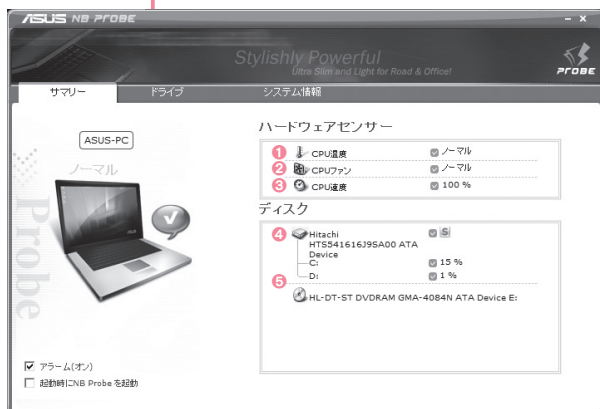 ASUS NB PROBE
Stylishly Powerful
Ultra Slim and Light for Road & Office!
PROBE
サマリー
ドライブ
システム情報
ASUS-PC
ノーマル
Probe
アラーム(オン)
起動時にNB Probe を起動
ハードウェアセンサー
1 CPU温度 ノーマル
2 CPUファン ノーマル
3 CPU速度 100 %
ディスク
4 Hitachi S
HTS541616J9SA00 ATA
Device
C: 15 %
D: 1 %
5
HL-DT-ST DVDRAM GMA-4084N ATA Device E: